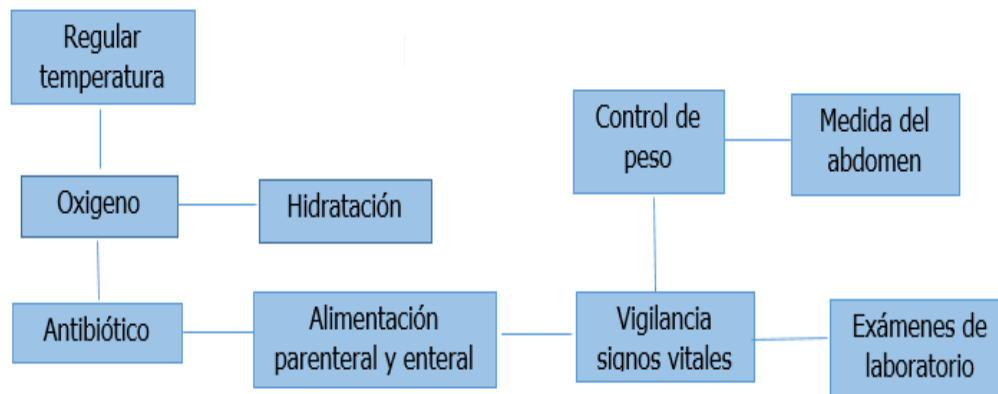 Regular
temperatura
Control de
peso
Medida del
abdomen
Oxigeno
Hidratación
Antibiótico
Alimentación
parenteral y enteral
Vigilancia
signos vitales
Exámenes de
laboratorio